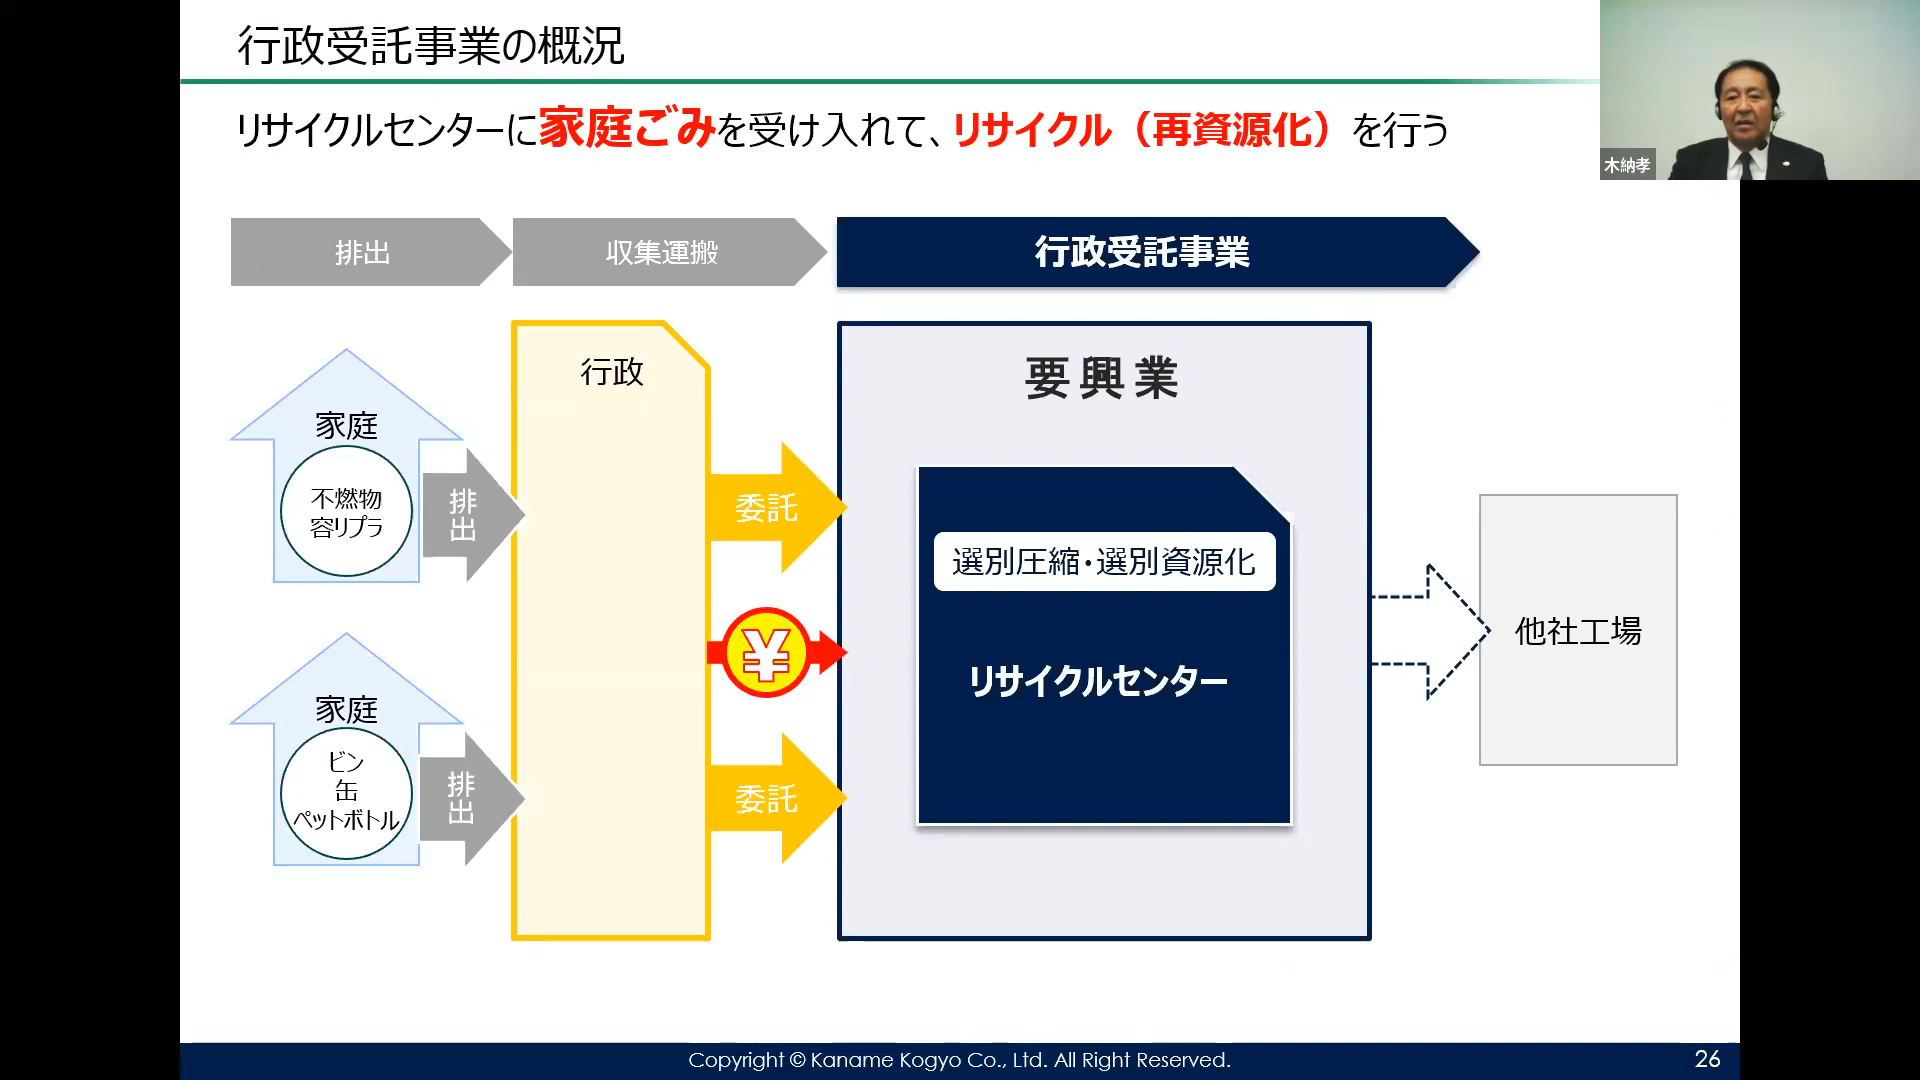 行政受託事業の概況
リサイクルセンターに家庭ごみを受け入れて、リサイクル（再資源化）を行う
木納孝
排出
収集運搬
行政受託事業
行政
要興業
家庭
不燃物
容リプラ
排出
委託
選別圧縮・選別資源化
リサイクルセンター
¥
他社工場
家庭
ビン
缶
ペットボトル
排出
委託
Copyright © Kaname Kogyo Co., Ltd. All Right Reserved.
26